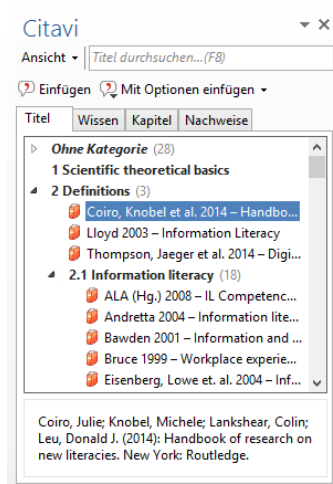 Citavi
Ansicht
Titel durchsuchen...(F8)
Einfügen Mit Optionen einfügen
Titel Wissen Kapitel Nachweise
Ohne Kategorie (28)
1 Scientific theoretical basics
2 Definitions (3)
Coiro, Knobel et al. 2014 – Handbo...
Lloyd 2003 – Information Literacy
Thompson, Jaeger et al. 2014 – Digi...
2.1 Information literacy (18)
ALA (Hg.) 2008 – IL Competenc...
Andretta 2004 – Information lite...
Bawden 2001 – Information and ...
Bruce 1999 – Workplace experie...
Eisenberg, Lowe et. al. 2004 – Inf...
Coiro, Julie; Knobel, Michele; Lankshear, Colin;
Leu, Donald J. (2014): Handbook of research on
new literacies. New York: Routledge.